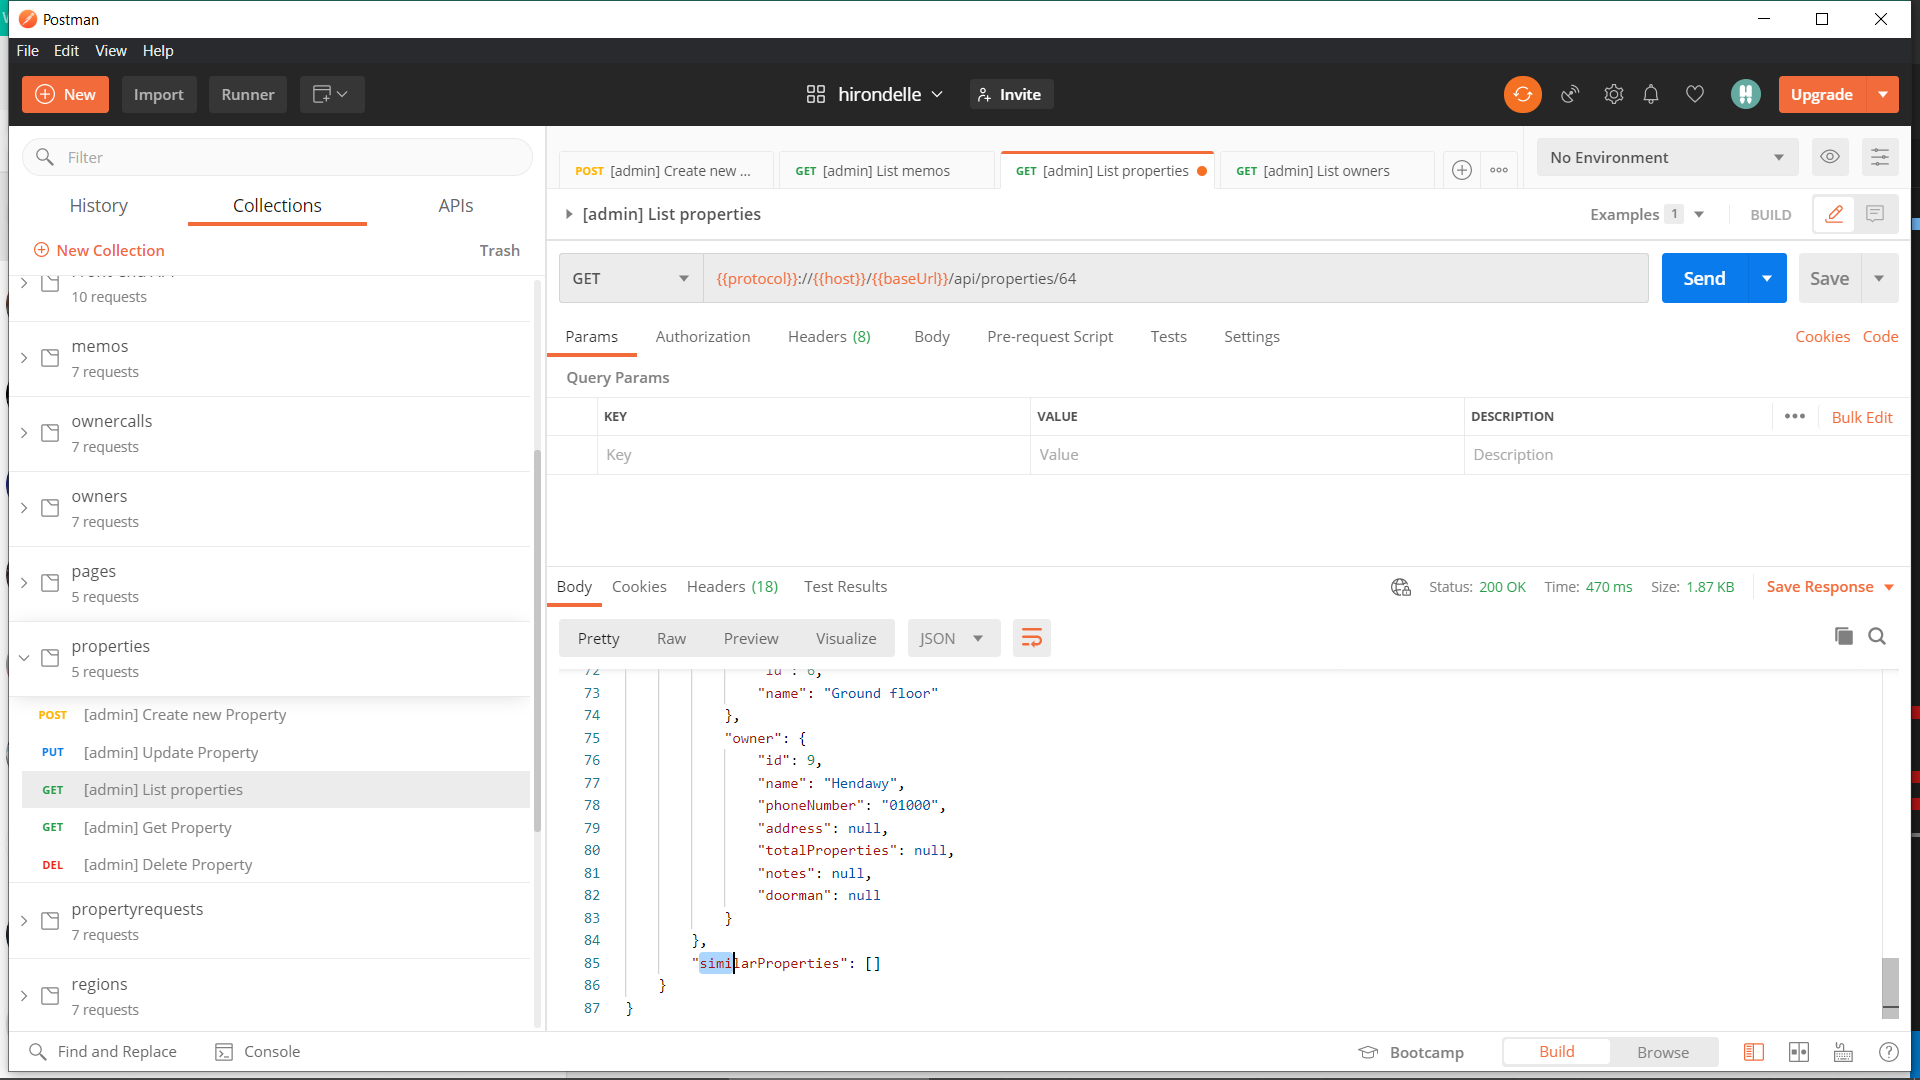 Postman
File Edit View Help
New Import Runner hirondelle Invite Upgrade
Filter
History Collections APIs
New Collection Trash
10 requests
memos
7 requests
ownercalls
7 requests
owners
7 requests
pages
5 requests
properties
5 requests
POST [admin] Create new Property
PUT [admin] Update Property
GET [admin] List properties
GET [admin] Get Property
DEL [admin] Delete Property
propertyrequests
7 requests
regions
7 requests
POST [admin] Create new ... GET [admin] List memos GET [admin] List properties GET [admin] List owners No Environment
[admin] List properties Examples 1 BUILD
GET {{protocol}}://{{host}}/{{baseUrl}}/api/properties/64 Send Save
Params Authorization Headers (8) Body Pre-request Script Tests Settings Cookies Code
Query Params
KEY VALUE DESCRIPTION Bulk Edit
Key Value Description
Body Cookies Headers (18) Test Results Status: 200 OK Time: 470 ms Size: 1.87 KB Save Response
Pretty Raw Preview Visualize JSON
72 "id": 6,
73 "name": "Ground floor"
74 },
75 "owner": {
76 "id": 9,
77 "name": "Hendawy",
78 "phoneNumber": "01000",
79 "address": null,
80 "totalProperties": null,
81 "notes": null,
82 "doorman": null
83 }
84 },
85 "similarProperties": []
86 }
87 }
Find and Replace Console Bootcamp Build Browse